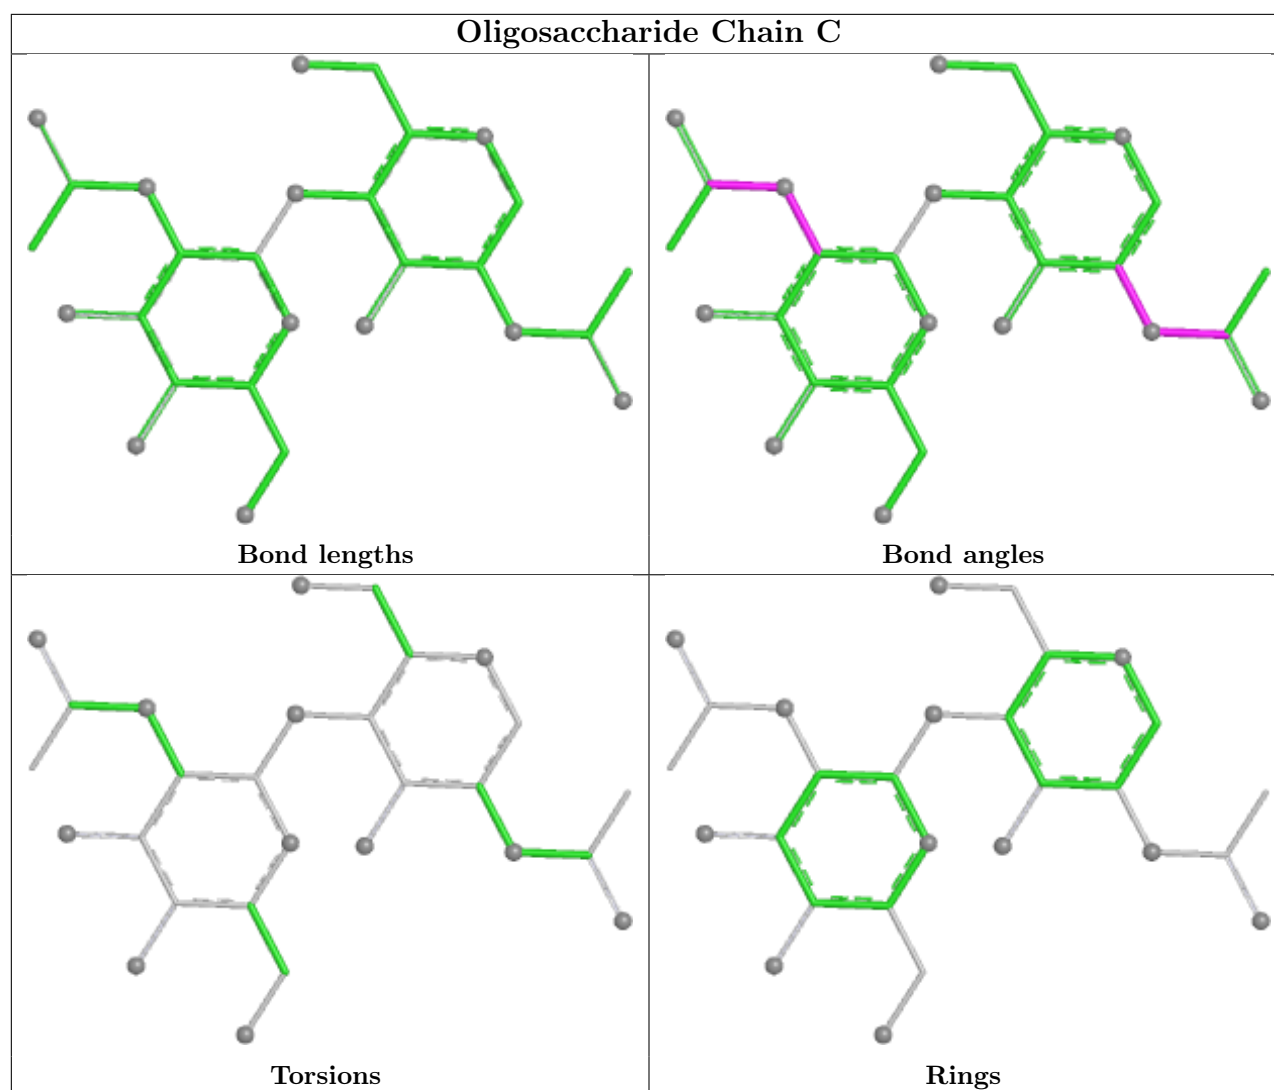 Oligosaccharide Chain C
Bond lengths
Bond angles
Torsions
Rings